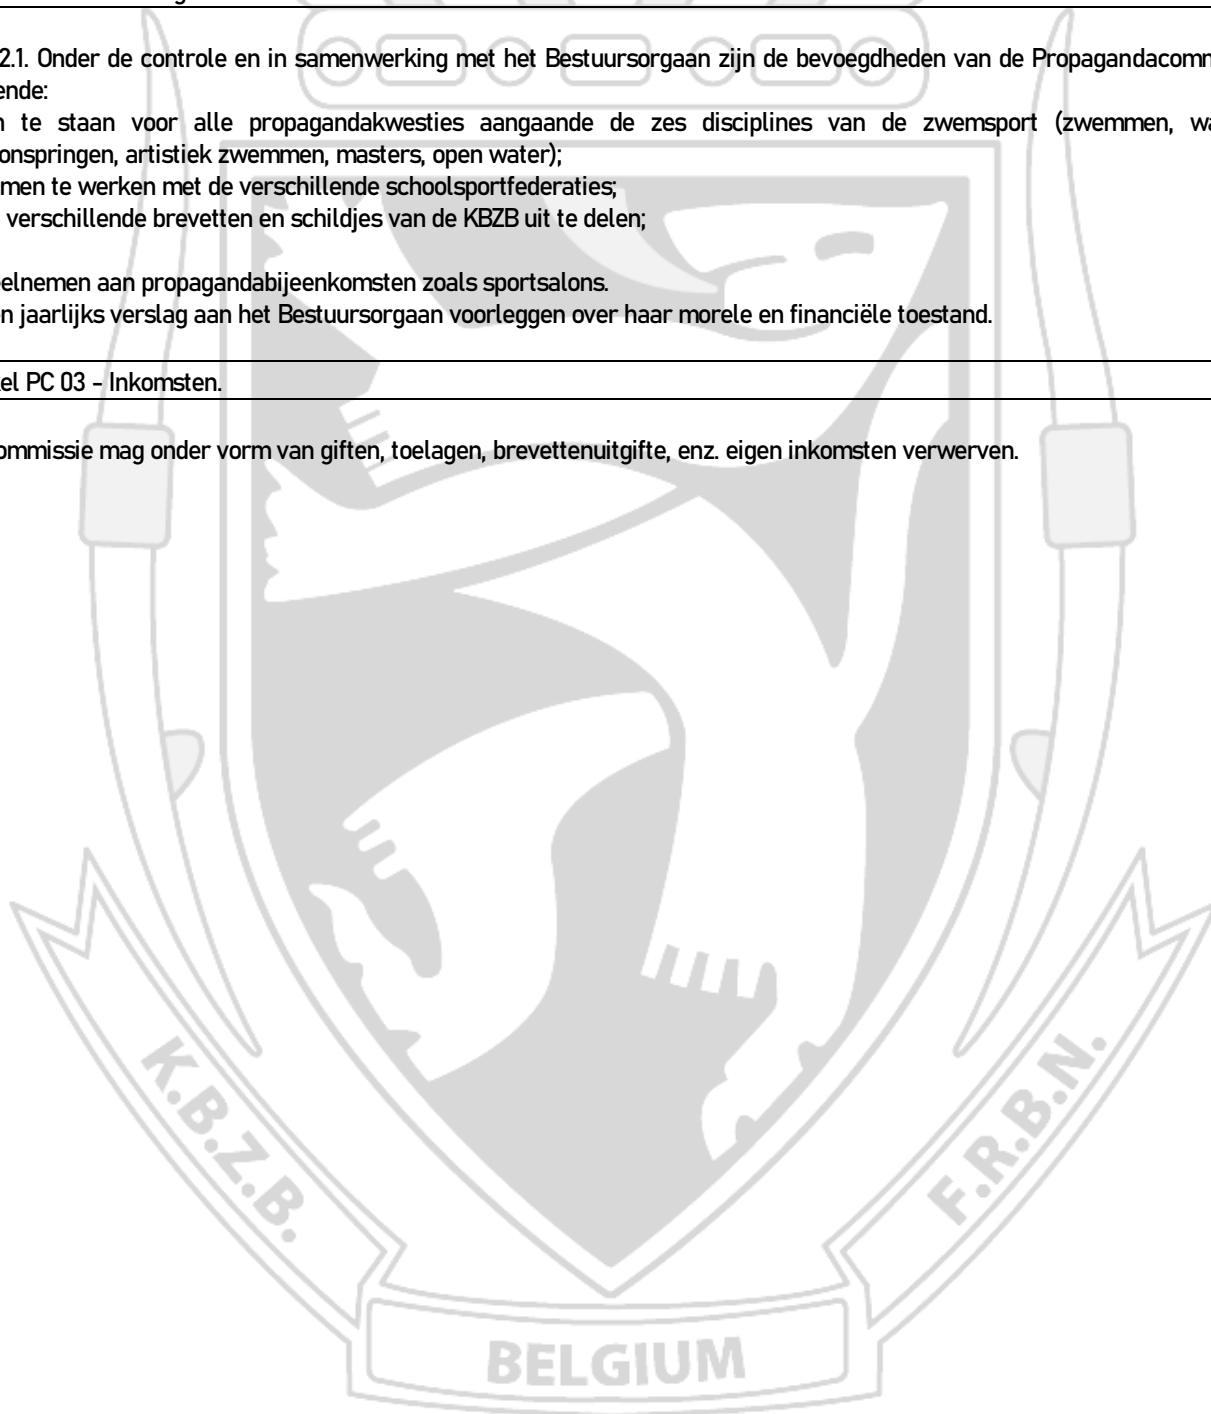 2.1. Onder de controle en in samenwerking met het Bestuursorgaan zijn de bevoegdheden van de Propagandacomm
ende:
n te staan voor alle propagandakwesties aangaande de zes disciplines van de zwemsport (zwemmen, wa
onspringen, artistiek zwemmen, masters, open water);
men te werken met de verschillende schoolsportfederaties;
verschillende brevetten en schildjes van de KBZB uit te delen;
elnemen aan propagandabijeenkomsten zoals sportsalons.
n jaarlijks verslag aan het Bestuursorgaan voorleggen over haar morele en financiële toestand.
el PC 03 - Inkomsten.
ommissie mag onder vorm van giften, toelagen, brevettenuitgifte, enz. eigen inkomsten verwerven.
K.B.Z.B.
F.R.B.N.
BELGIUM